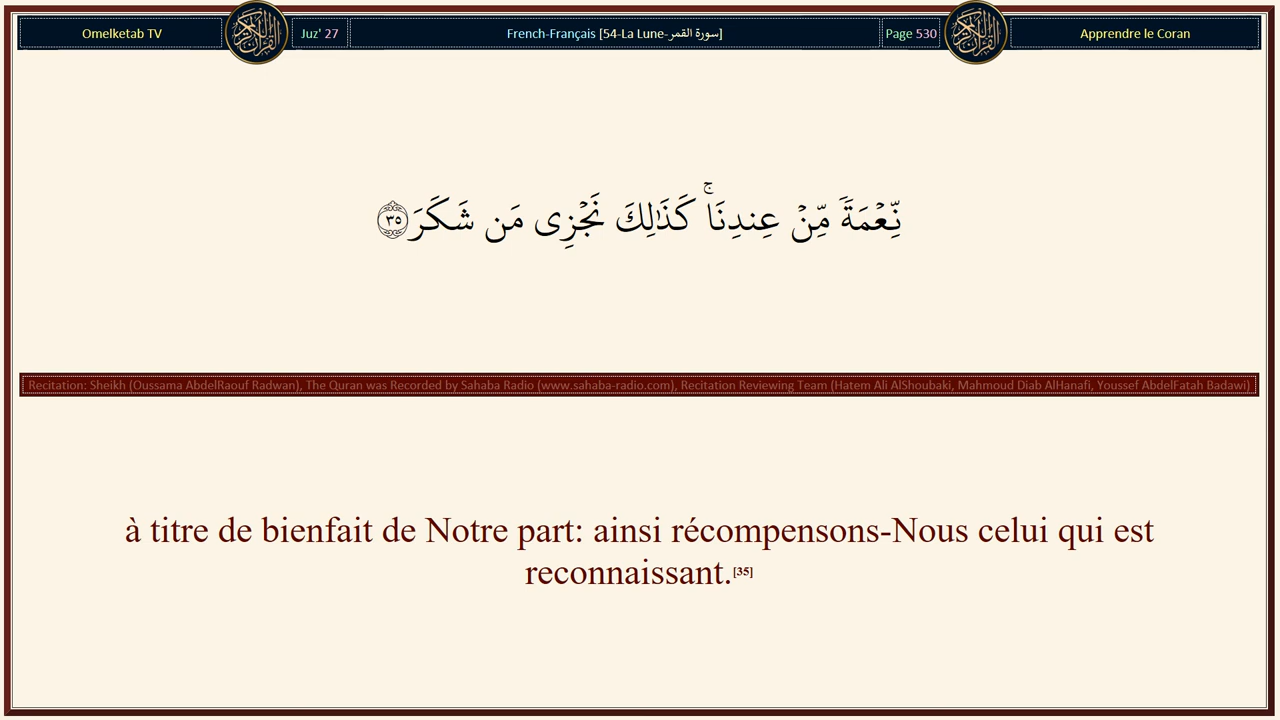 Omelketab TV
Juz' 27
French-Français [54-La Lune-سورة القمر]
Page 530
Apprendre le Coran
نِّعۡمَةٗ مِّنۡ عِندِنَاۚ كَذَٰلِكَ نَجۡزِي مَن شَكَرَ ٣٥
Recitation: Sheikh (Oussama AbdelRaouf Radwan), The Quran was Recorded by Sahaba Radio (www.sahaba-radio.com), Recitation Reviewing Team (Hatem Ali AlShoubaki, Mahmoud Diab AlHanafi, Youssef AbdelFatah Badawi)
à titre de bienfait de Notre part: ainsi récompensons-Nous celui qui est
reconnaissant.[35]